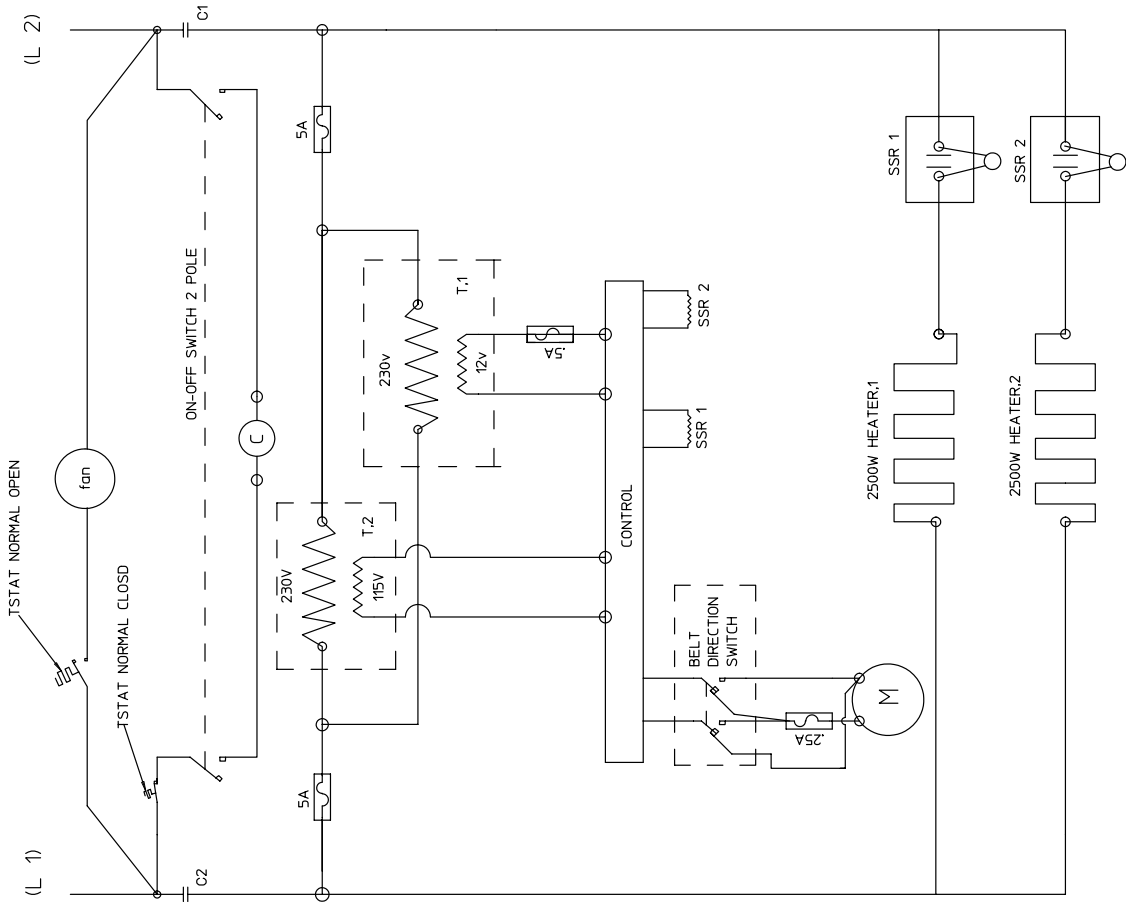 (L 2)
C1
5A
SSR 1
SSR 2
ON-OFF SWITCH 2 POLE
T.1
230v
12v
.5A
SSR 2
fan
C
SSR 1
2500W HEATER,1
2500W HEATER,2
TSTAT NORMAL OPEN
TSTAT NORMAL CLOSD
T.2
230V
115V
CONTROL
BELT
DIRECTION
SWITCH
M
.25A
5A
(L 1)
C2